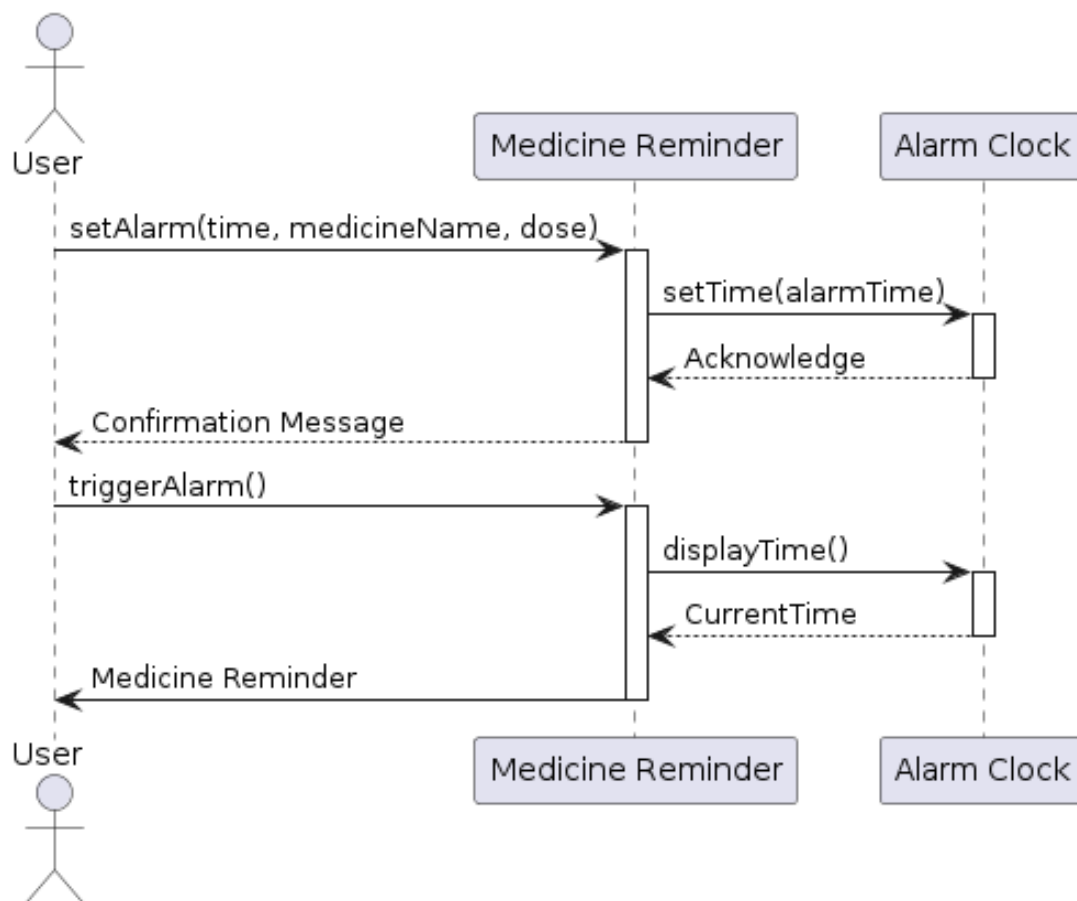 User
Medicine Reminder
Alarm Clock
setAlarm(time, medicineName, dose)
setTime(alarmTime)
Acknowledge
Confirmation Message
triggerAlarm()
displayTime()
CurrentTime
Medicine Reminder
User
Medicine Reminder
Alarm Clock